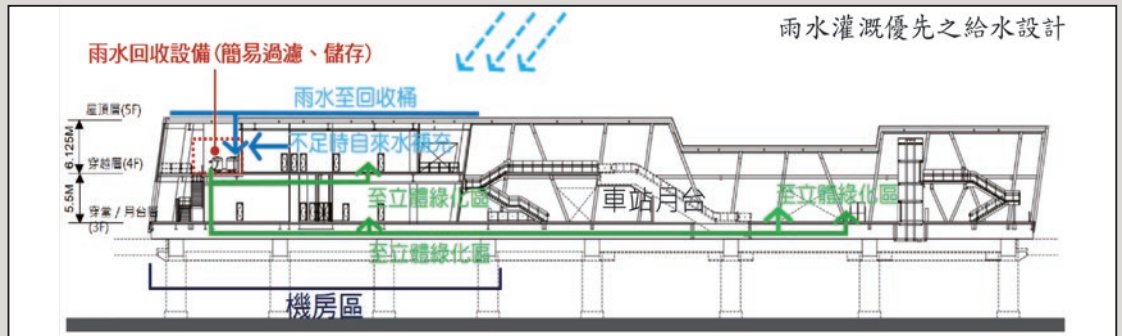 雨水灌溉優先之給水設計
雨水回收設備(簡易過濾、儲存)
雨水至回收桶
屋頂層(5F)
不足時自來水補充
6.125M
穿越層(4F)
至立體綠化區
車站月台
至立體綠化區
5.5M
穿堂/月台層
(3F)
至立體綠化區
機房區